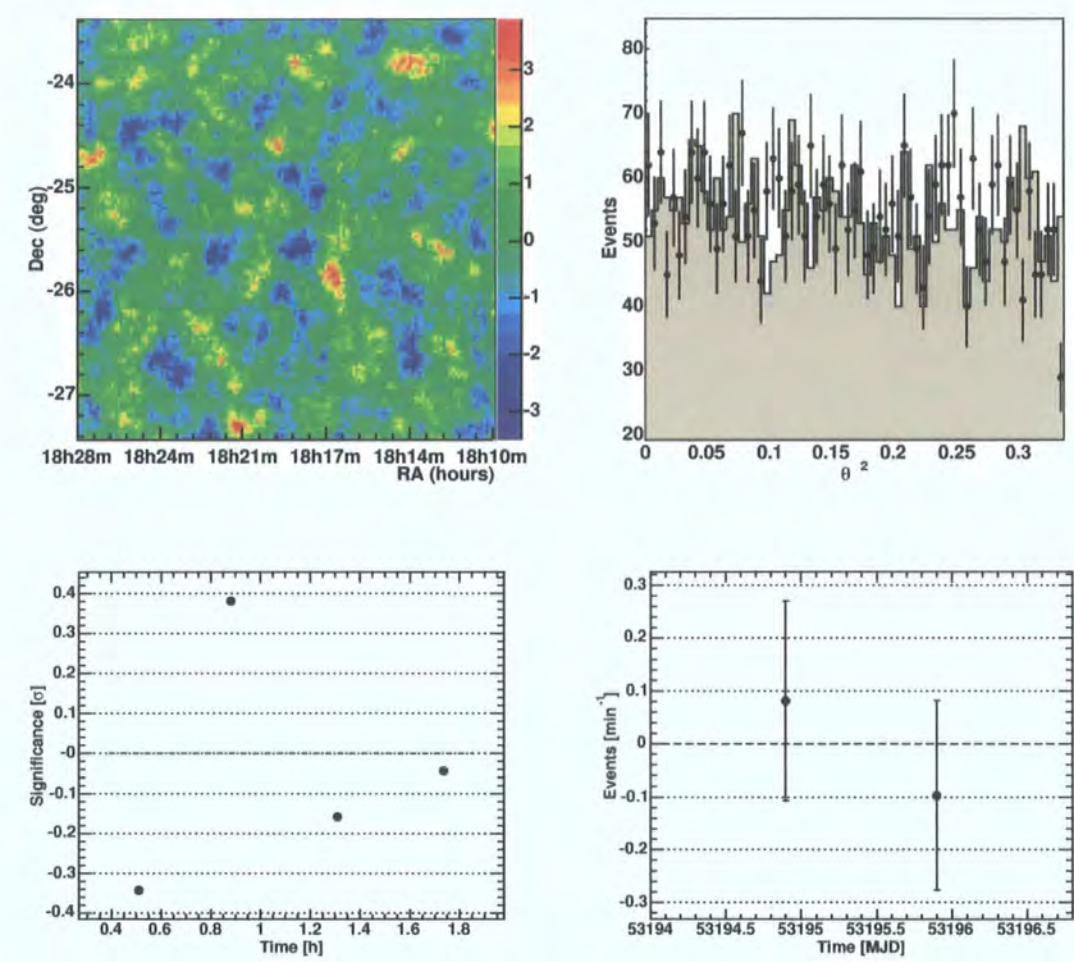 Dec (deg)
-24
-25
-26
-27
18h28m 18h24m 18h21m 18h17m 18h14m 18h10m
RA (hours)
3
2
1
0
-1
-2
-3
Events
80
70
60
50
40
30
20
0 0.05 0.1 0.15 0.2 0.25 0.3
θ 2
Significance [σ]
0.4
0.3
0.2
0.1
-0
-0.1
-0.2
-0.3
-0.4
0.4 0.6 0.8 1 1.2 1.4 1.6 1.8
Time [h]
Events [min-1]
0.3
0.2
0.1
0
-0.1
-0.2
-0.3
53194 53194.5 53195 53195.5 53196 53196.5
Time [MJD]